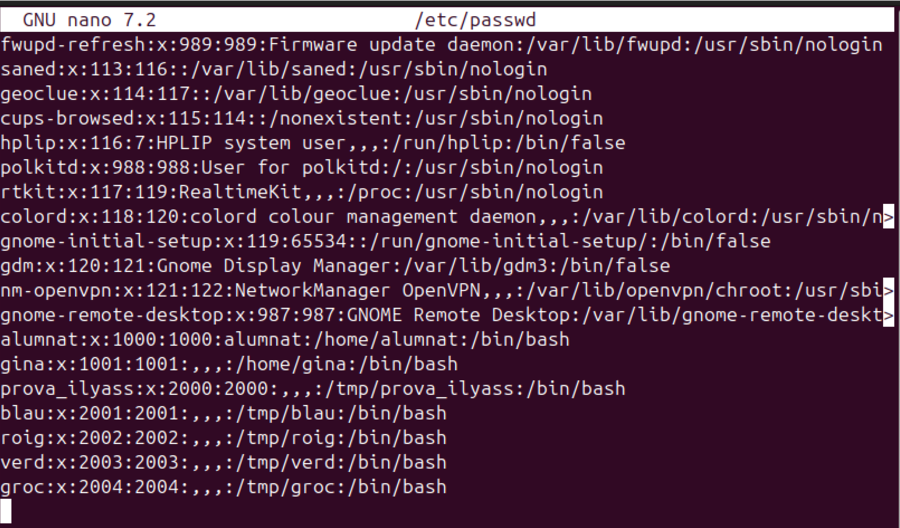 GNU nano 7.2 /etc/passwd
fwupd-refresh:x:989:989:Firmware update daemon:/var/lib/fwupd:/usr/sbin/nologin
saned:x:113:116::/var/lib/saned:/usr/sbin/nologin
geoclue:x:114:117::/var/lib/geoclue:/usr/sbin/nologin
cups-browsed:x:115:114::/nonexistent:/usr/sbin/nologin
hplip:x:116:7:HPLIP system user,,,:/run/hplip:/bin/false
polkitd:x:988:988:User for polkitd:/:/usr/sbin/nologin
rtkit:x:117:119:RealtimeKit,,,:/proc:/usr/sbin/nologin
colord:x:118:120:colord colour management daemon,,,:/var/lib/colord:/usr/sbin/n>
gnome-initial-setup:x:119:65534::/run/gnome-initial-setup/:/bin/false
gdm:x:120:121:Gnome Display Manager:/var/lib/gdm3:/bin/false
nm-openvpn:x:121:122:NetworkManager OpenVPN,,,:/var/lib/openvpn/chroot:/usr/sbi>
gnome-remote-desktop:x:987:987:GNOME Remote Desktop:/var/lib/gnome-remote-deskt>
alumnat:x:1000:1000:alumnat:/home/alumnat:/bin/bash
gina:x:1001:1001:,,,:/home/gina:/bin/bash
prova_ilyass:x:2000:2000:,,,:/tmp/prova_ilyass:/bin/bash
blau:x:2001:2001:,,,:/tmp/blau:/bin/bash
roig:x:2002:2002:,,,:/tmp/roig:/bin/bash
verd:x:2003:2003:,,,:/tmp/verd:/bin/bash
groc:x:2004:2004:,,,:/tmp/groc:/bin/bash